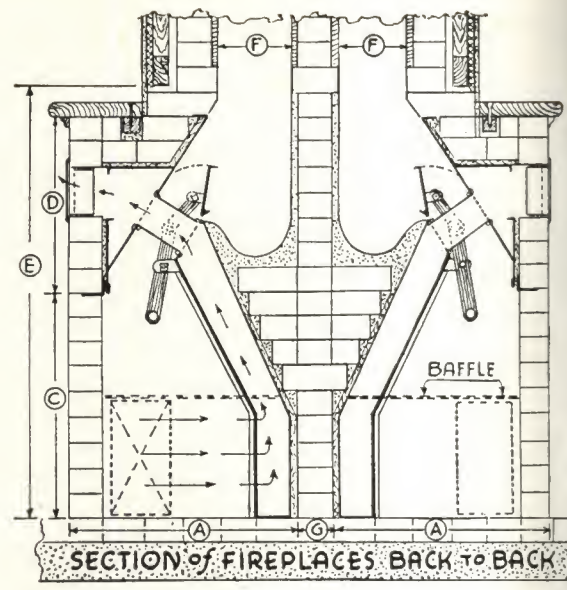 F F
D
E
C
BAFFLE
A G A
SECTION of FIREPLACES BACK TO BACK